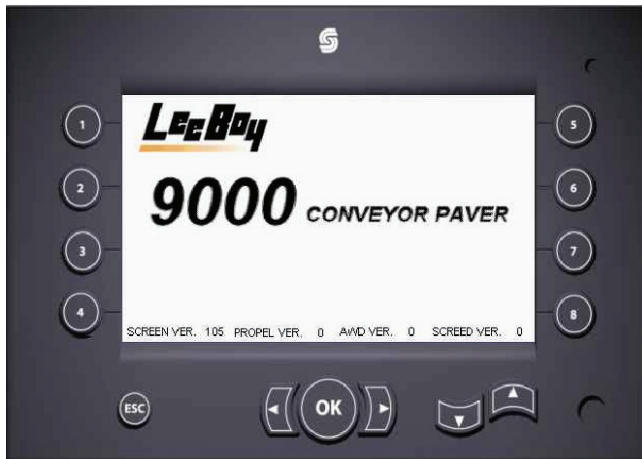 LeeBoy
9000 CONVEYOR PAVER
SCREEN VER. 105 PROPEL VER. 0 AWD VER. 0 SCREED VER. 0
1
2
3
4
5
6
7
8
ESC
OK